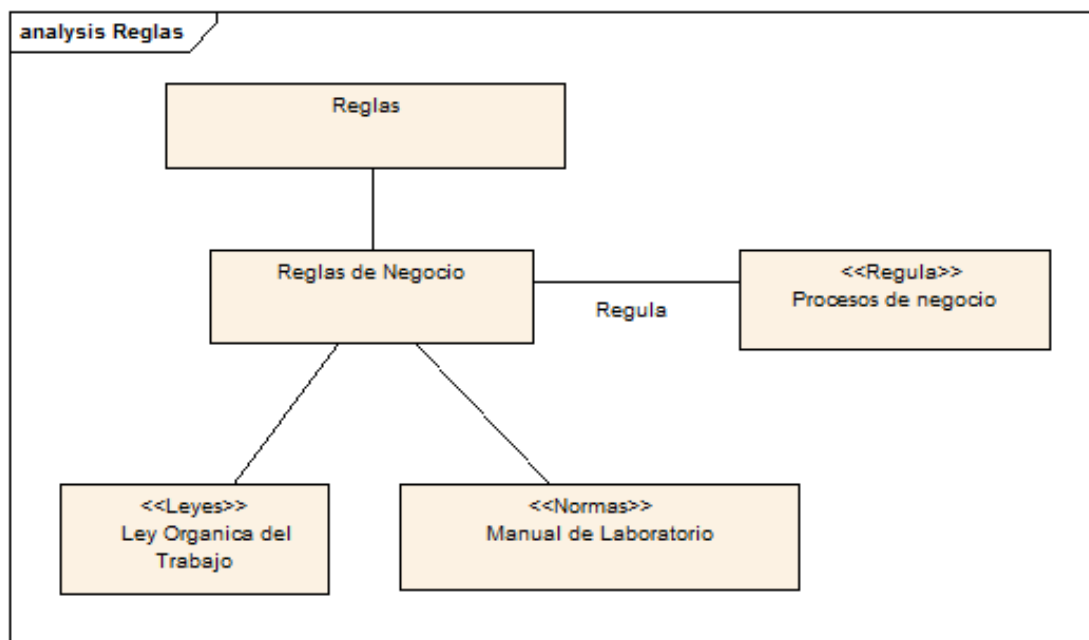 analysis Reglas
Reglas
Reglas de Negocio
Regula
<<Regula>>
Procesos de negocio
<<Leyes>>
Ley Organica del
Trabajo
<<Normas>>
Manual de Laboratorio